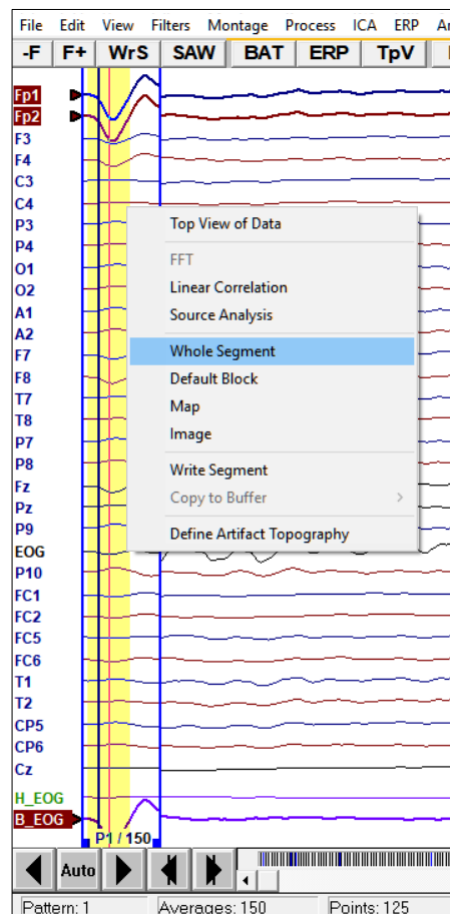 File Edit View Filters Montage Process ICA ERP
-F F+ WrS SAW BAT ERP TpV
Fp1
Fp2
F3
F4
C3
C4
P3
P4
O1
O2
A1
A2
F7
F8
T7
T8
P7
P8
Fz
Pz
P9
EOG
P10
FC1
FC2
FC5
FC6
T1
T2
CP5
CP6
Cz
H_EOG
B_EOG
Top View of Data
FFT
Linear Correlation
Source Analysis
Whole Segment
Default Block
Map
Image
Write Segment
Copy to Buffer
Define Artifact Topography
P1 / 150
Auto
Pattern: 1 Averages: 150 Points: 125